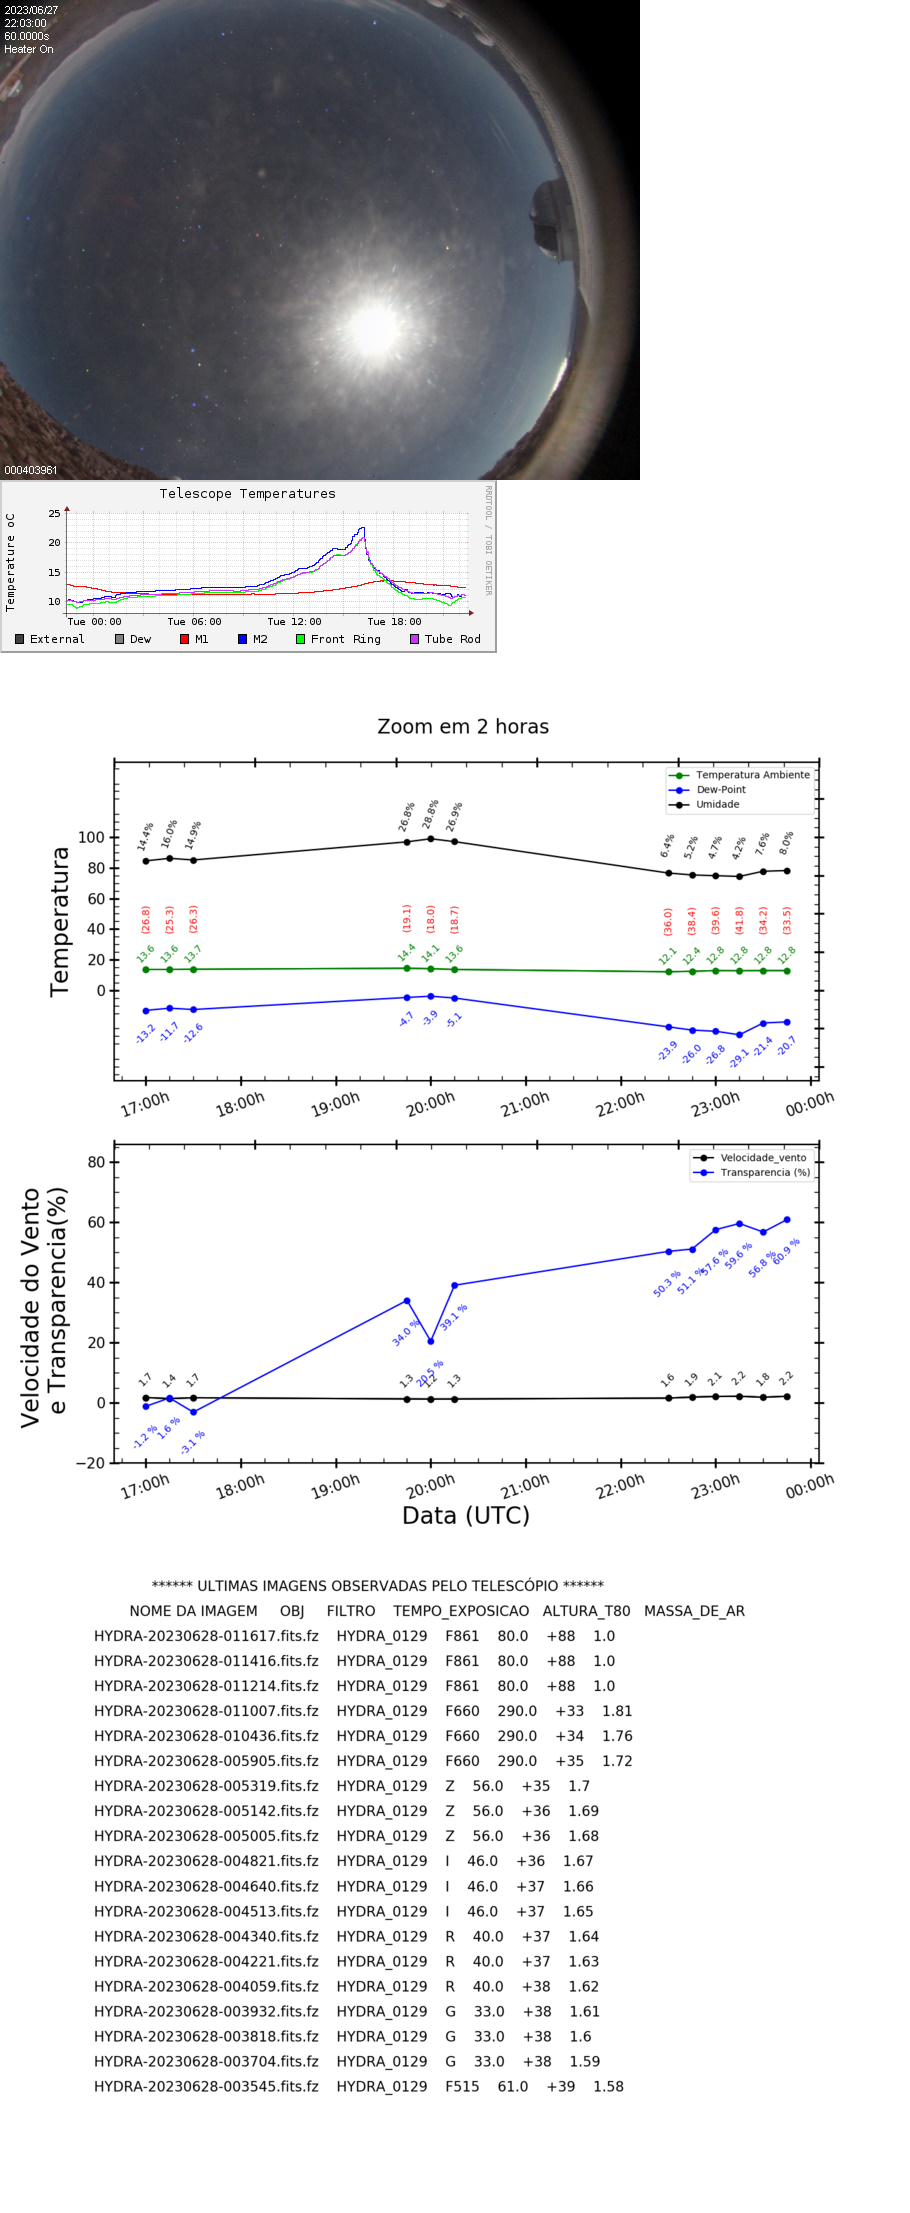 2023/06/27
22:03:00
60.0000s
Heater On
000403961
Telescope Temperatures
RRDTOOL / TOBI OETIKER
Temperature oC
25
20
15
10
Tue 00:00 Tue 06:00 Tue 12:00 Tue 18:00
External Dew M1 M2 Front Ring Tube Rod
Zoom em 2 horas
Temperatura Ambiente
Dew-Point
Umidade
Temperatura
100
80
60
40
20
0
14.4% 16.0% 14.9% 26.8% 28.8% 26.9% 6.4% 5.2% 4.7% 4.2% 7.6% 8.0%
(26.8) (25.3) (26.3) (19.1) (18.0) (18.7) (36.0) (38.4) (39.6) (41.8) (34.2) (33.5)
13.6 13.6 13.7 14.4 14.1 13.6 12.1 12.4 12.8 12.8 12.8 12.8
-13.2 -11.7 -12.6 -4.7 -3.9 -5.1 -23.9 -26.0 -26.8 -29.1 -21.4 -20.7
17:00h 18:00h 19:00h 20:00h 21:00h 22:00h 23:00h 00:00h
Velocidade_vento
Transparencia (%)
Velocidade do Vento
e Transparencia(%)
80
60
40
20
0
−20
50.3 % 51.1 % 57.6 % 59.6 % 56.8 % 60.9 %
34.0 % 20.5 % 39.1 %
1.7 1.4 1.7 1.3 1.2 1.3 1.6 1.9 2.1 2.2 1.8 2.2
-1.2 % 1.6 % -3.1 %
17:00h 18:00h 19:00h 20:00h 21:00h 22:00h 23:00h 00:00h
Data (UTC)
****** ULTIMAS IMAGENS OBSERVADAS PELO TELESCÓPIO ******
NOME DA IMAGEM OBJ FILTRO TEMPO_EXPOSICAO ALTURA_T80 MASSA_DE_AR
HYDRA-20230628-011617.fits.fz HYDRA_0129 F861 80.0 +88 1.0
HYDRA-20230628-011416.fits.fz HYDRA_0129 F861 80.0 +88 1.0
HYDRA-20230628-011214.fits.fz HYDRA_0129 F861 80.0 +88 1.0
HYDRA-20230628-011007.fits.fz HYDRA_0129 F660 290.0 +33 1.81
HYDRA-20230628-010436.fits.fz HYDRA_0129 F660 290.0 +34 1.76
HYDRA-20230628-005905.fits.fz HYDRA_0129 F660 290.0 +35 1.72
HYDRA-20230628-005319.fits.fz HYDRA_0129 Z 56.0 +35 1.7
HYDRA-20230628-005142.fits.fz HYDRA_0129 Z 56.0 +36 1.69
HYDRA-20230628-005005.fits.fz HYDRA_0129 Z 56.0 +36 1.68
HYDRA-20230628-004821.fits.fz HYDRA_0129 I 46.0 +36 1.67
HYDRA-20230628-004640.fits.fz HYDRA_0129 I 46.0 +37 1.66
HYDRA-20230628-004513.fits.fz HYDRA_0129 I 46.0 +37 1.65
HYDRA-20230628-004340.fits.fz HYDRA_0129 R 40.0 +37 1.64
HYDRA-20230628-004221.fits.fz HYDRA_0129 R 40.0 +37 1.63
HYDRA-20230628-004059.fits.fz HYDRA_0129 R 40.0 +38 1.62
HYDRA-20230628-003932.fits.fz HYDRA_0129 G 33.0 +38 1.61
HYDRA-20230628-003818.fits.fz HYDRA_0129 G 33.0 +38 1.6
HYDRA-20230628-003704.fits.fz HYDRA_0129 G 33.0 +38 1.59
HYDRA-20230628-003545.fits.fz HYDRA_0129 F515 61.0 +39 1.58